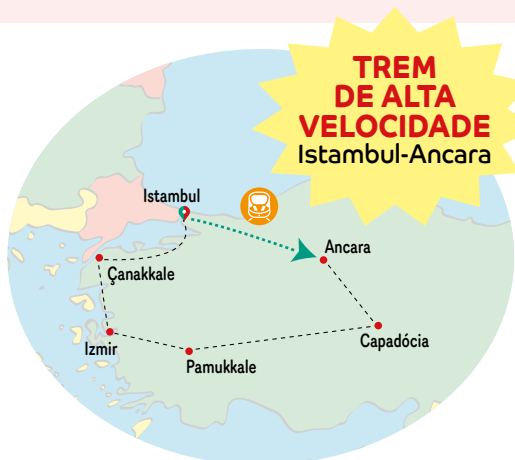 TREM
DE ALTA
VELOCIDADE
Istambul-Ancara
Istambul
Ancara
Çanakkale
Capadócia
Izmir
Pamukkale